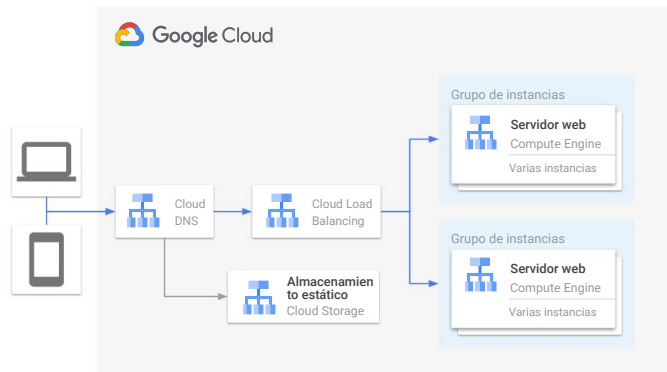 Google Cloud
Grupo de instancias
Servidor web
Compute Engine
Varias instancias
Cloud
DNS
Cloud Load
Balancing
Grupo de instancias
Servidor web
Compute Engine
Varias instancias
Almacenamien
to estático
Cloud Storage